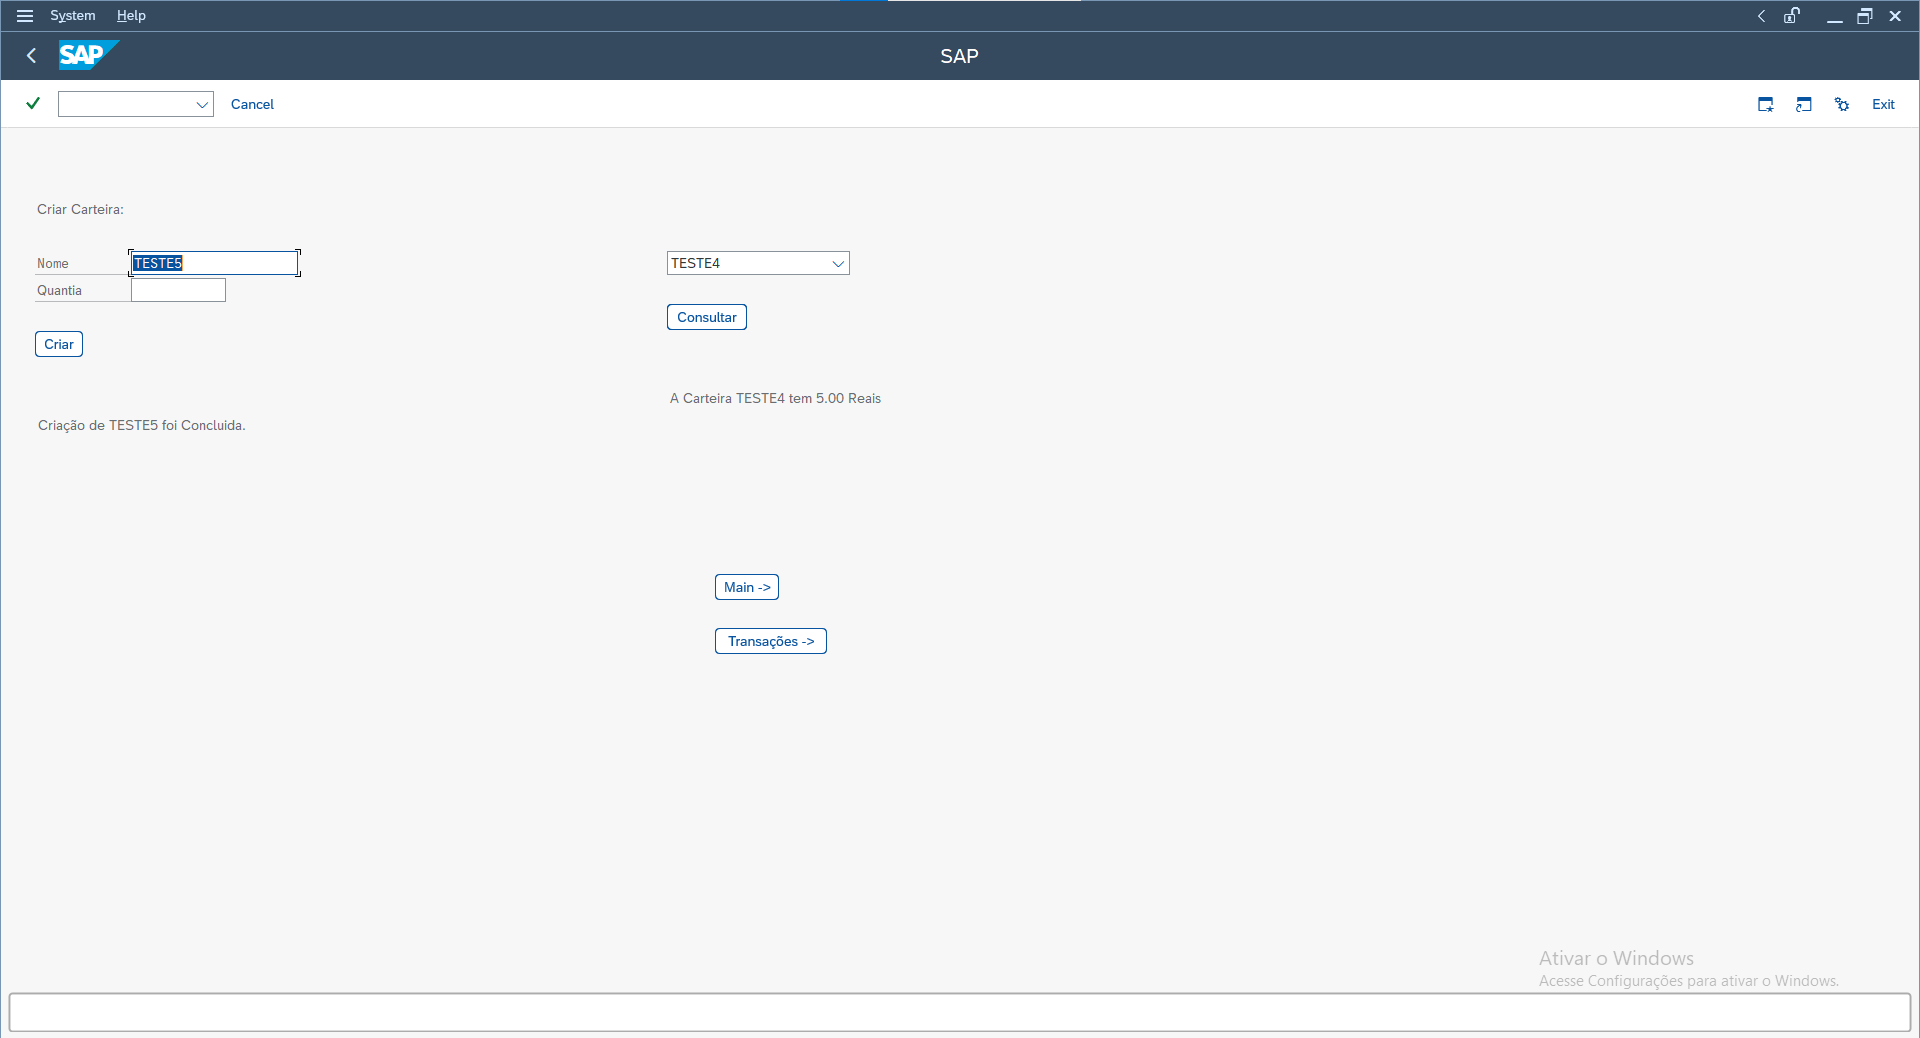 System Help
SAP
SAP
Cancel
Exit
Criar Carteira:
Nome TESTE5
TESTE4
Quantia
Consultar
Criar
A Carteira TESTE4 tem 5.00 Reais
Criação de TESTE5 foi Concluida.
Main ->
Transações ->
Ativar o Windows
Acesse Configurações para ativar o Windows.